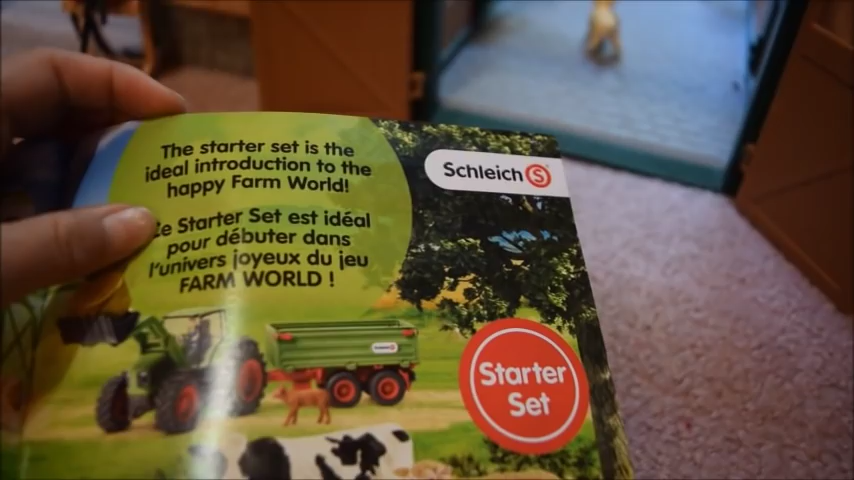 The starter set is the
ideal introduction to the
happy Farm World!
Le Starter Set est idéal
pour débuter dans
l'univers joyeux du jeu
FARM WORLD !
Schleich S
Starter
Set